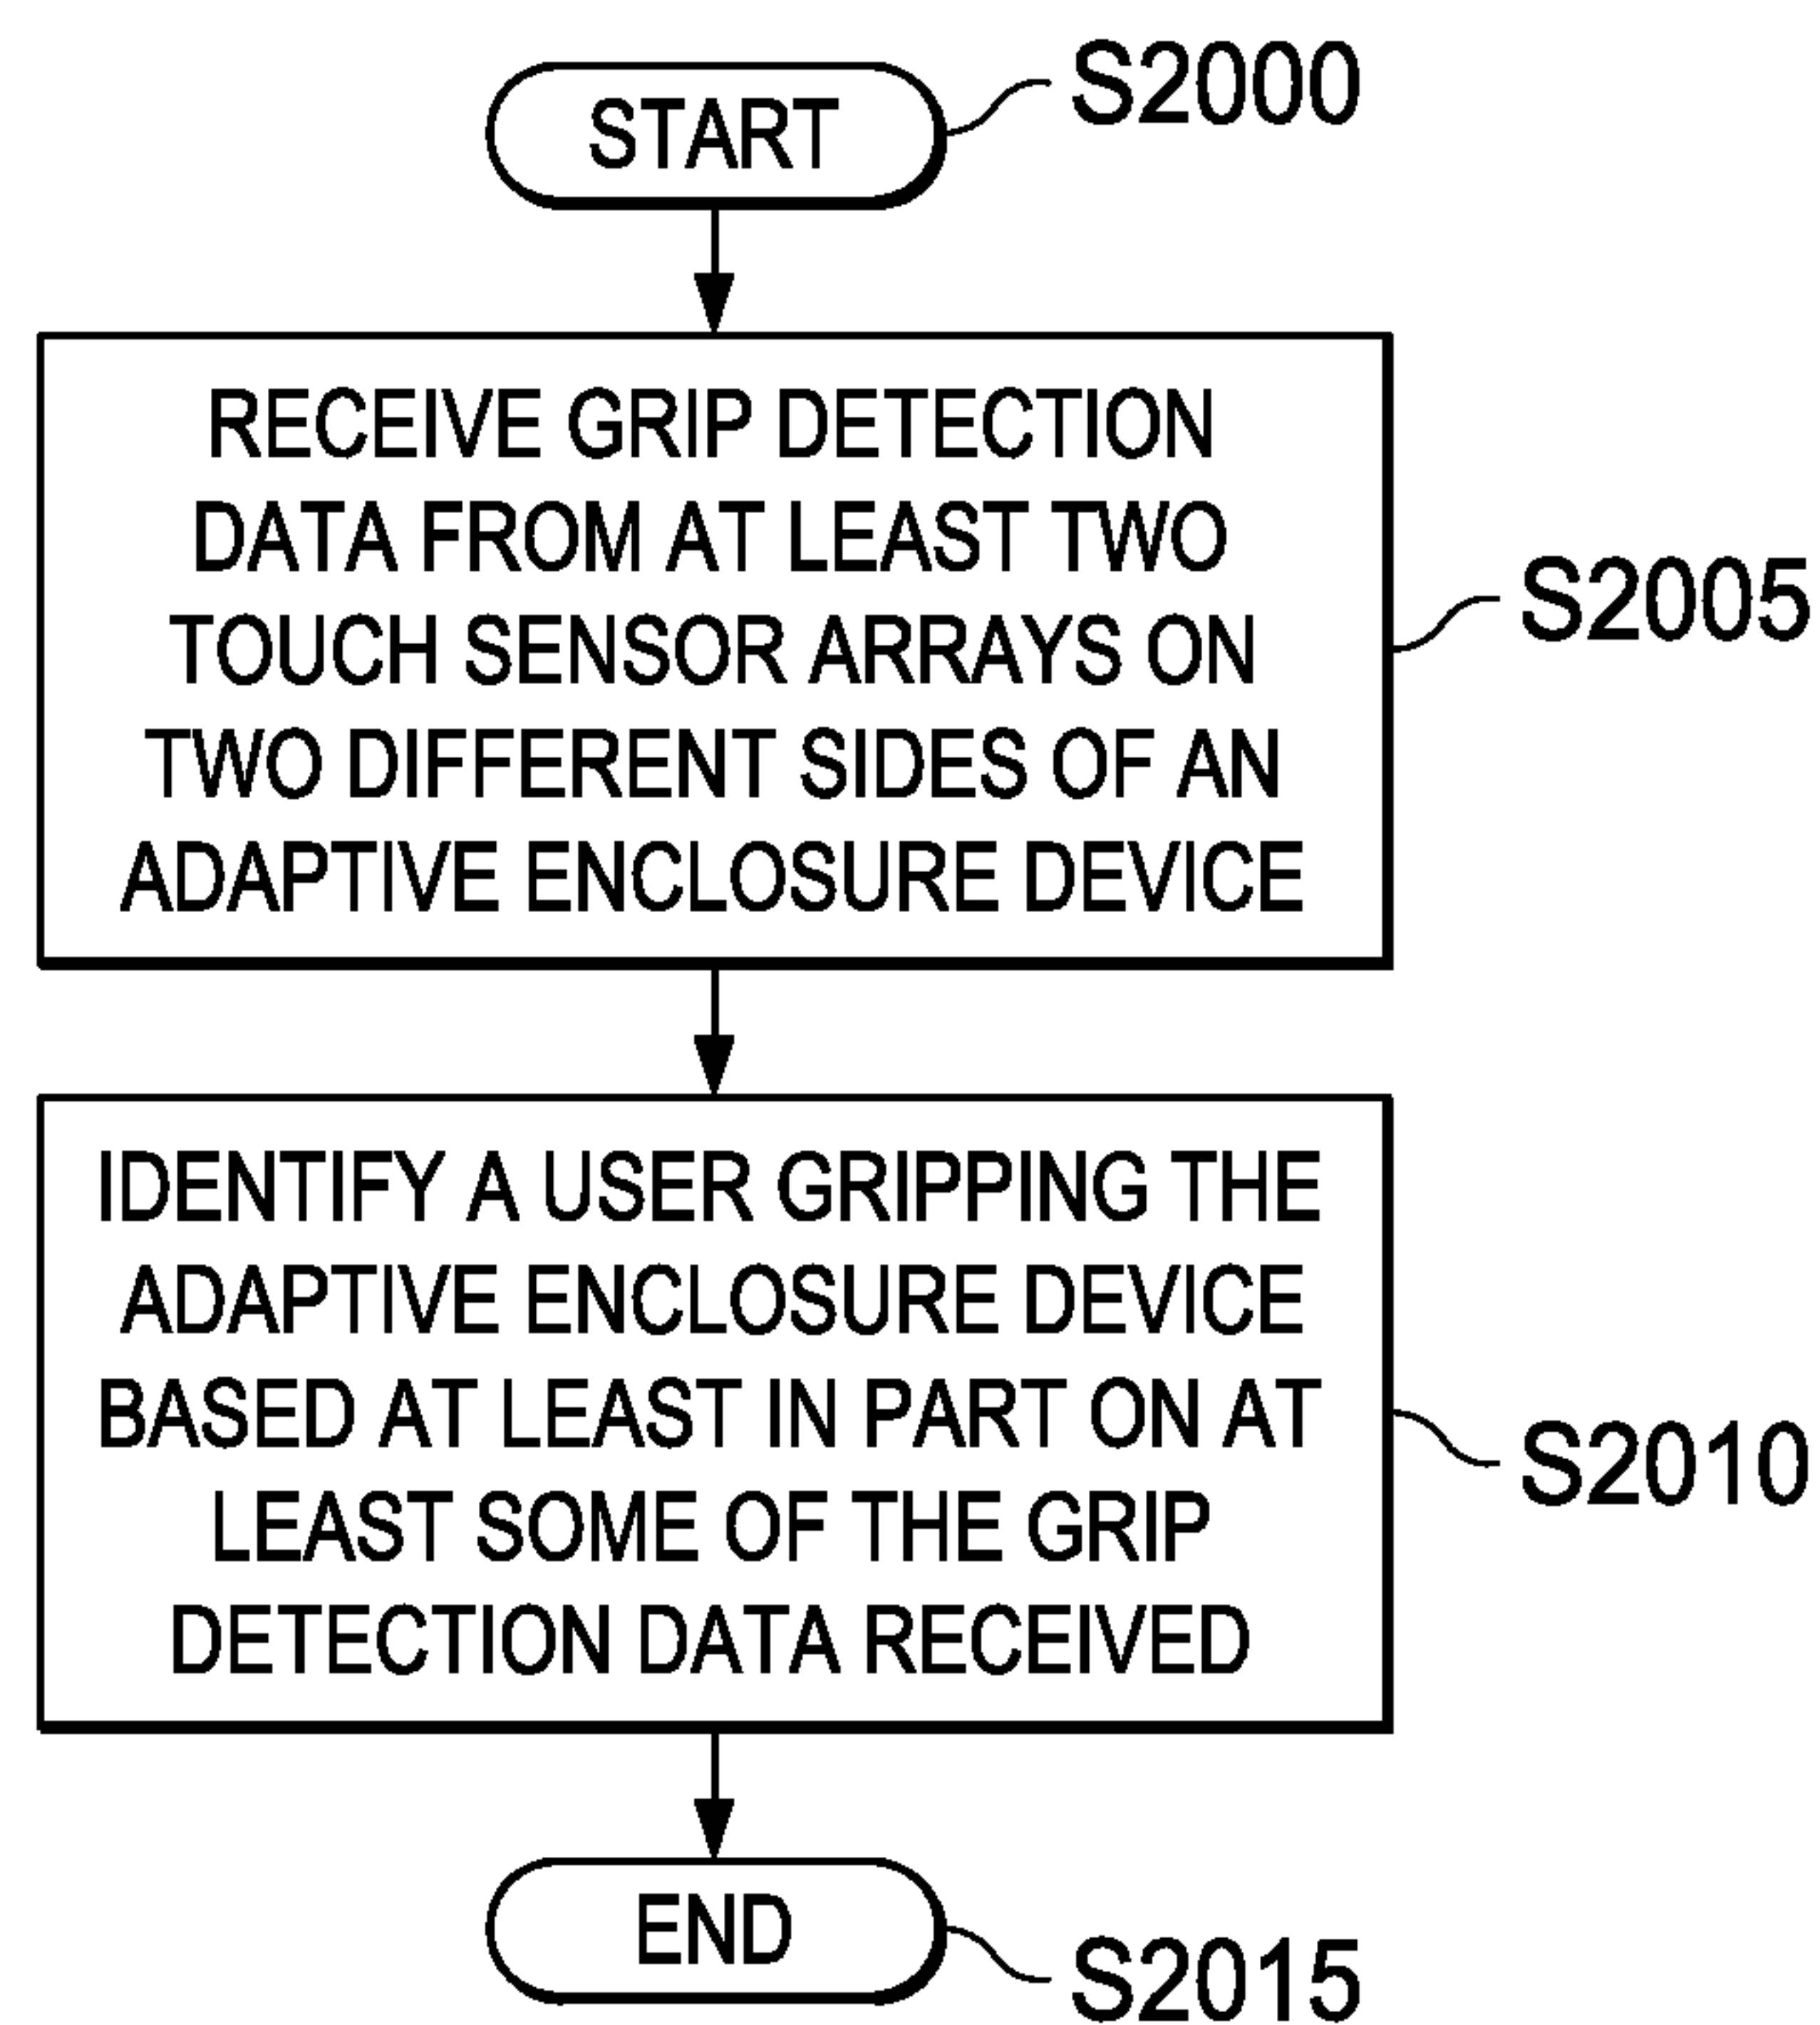 START
S2000
RECEIVE GRIP DETECTION
DATA FROM AT LEAST TWO
TOUCH SENSOR ARRAYS ON
TWO DIFFERENT SIDES OF AN
ADAPTIVE ENCLOSURE DEVICE
S2005
IDENTIFY A USER GRIPPING THE
ADAPTIVE ENCLOSURE DEVICE
BASED AT LEAST IN PART ON AT
LEAST SOME OF THE GRIP
DETECTION DATA RECEIVED
S2010
END
S2015